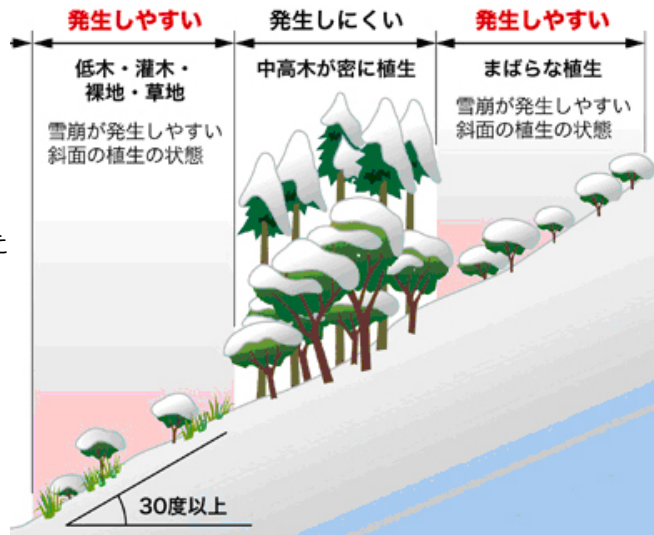 発生しやすい
発生しにくい
発生しやすい
低木・灌木・
裸地・草地
中高木が密に植生
まばらな植生
雪崩が発生しやすい
斜面の植生の状態
雪崩が発生しやすい
斜面の植生の状態
30度以上